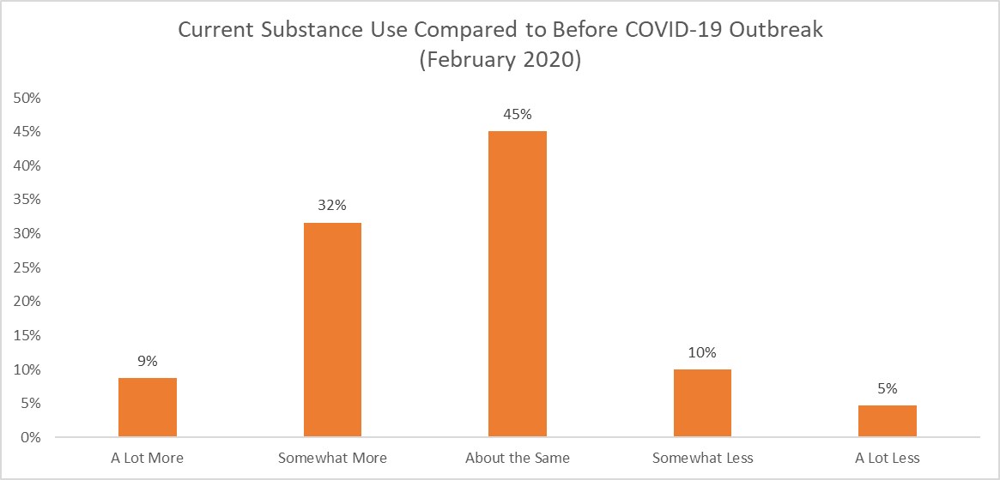 Current Substance Use Compared to Before COVID-19 Outbreak
(February 2020)
50%
45%
40%
35%
30%
25%
20%
15%
10%
5%
0%
9%
32%
45%
10%
5%
A Lot More
Somewhat More
About the Same
Somewhat Less
A Lot Less